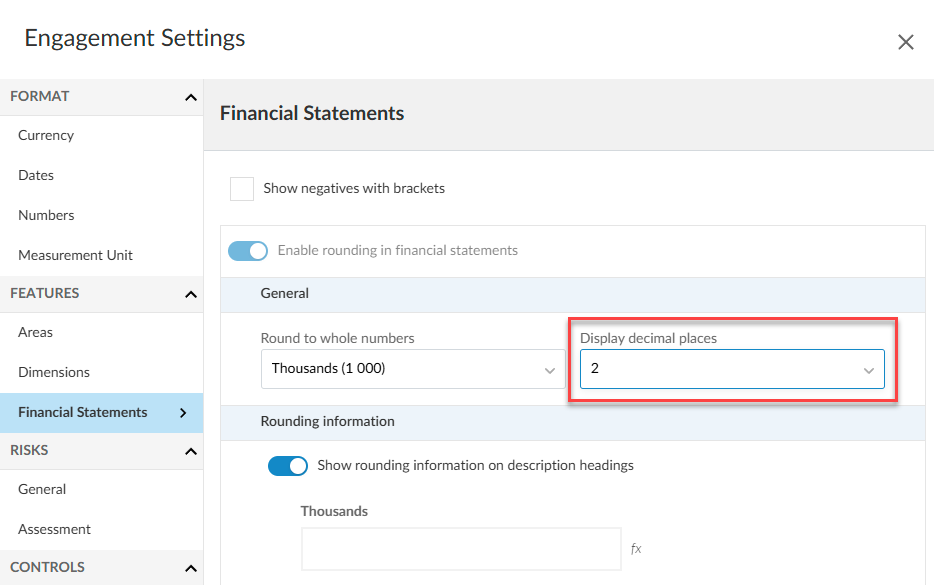 Engagement Settings
FORMAT
Currency
Dates
Numbers
Measurement Unit
FEATURES
Areas
Dimensions
Financial Statements
RISKS
General
Assessment
CONTROLS
Financial Statements
Show negatives with brackets
Enable rounding in financial statements
General
Round to whole numbers
Thousands (1 000)
Display decimal places
2
Rounding information
Show rounding information on description headings
Thousands
fx